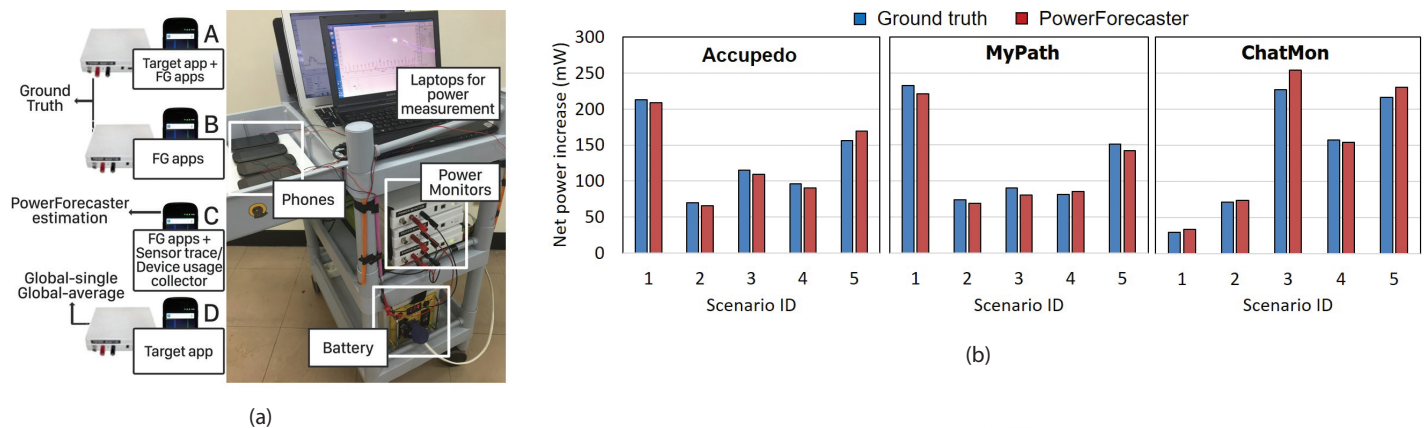 A
Target app +
FG apps
Ground
Truth
B
FG apps
PowerForecaster
estimation
C
FG apps +
Sensor trace/
Device usage
collector
Global-single
Global-average
D
Target app
Laptops for
power
measurement
Phones
Power
Monitors
Battery
(a)
Ground truth
PowerForecaster
Net power increase (mW)
300
250
200
150
100
50
0
Accupedo
MyPath
ChatMon
1 2 3 4 5
1 2 3 4 5
1 2 3 4 5
Scenario ID
Scenario ID
Scenario ID
(b)